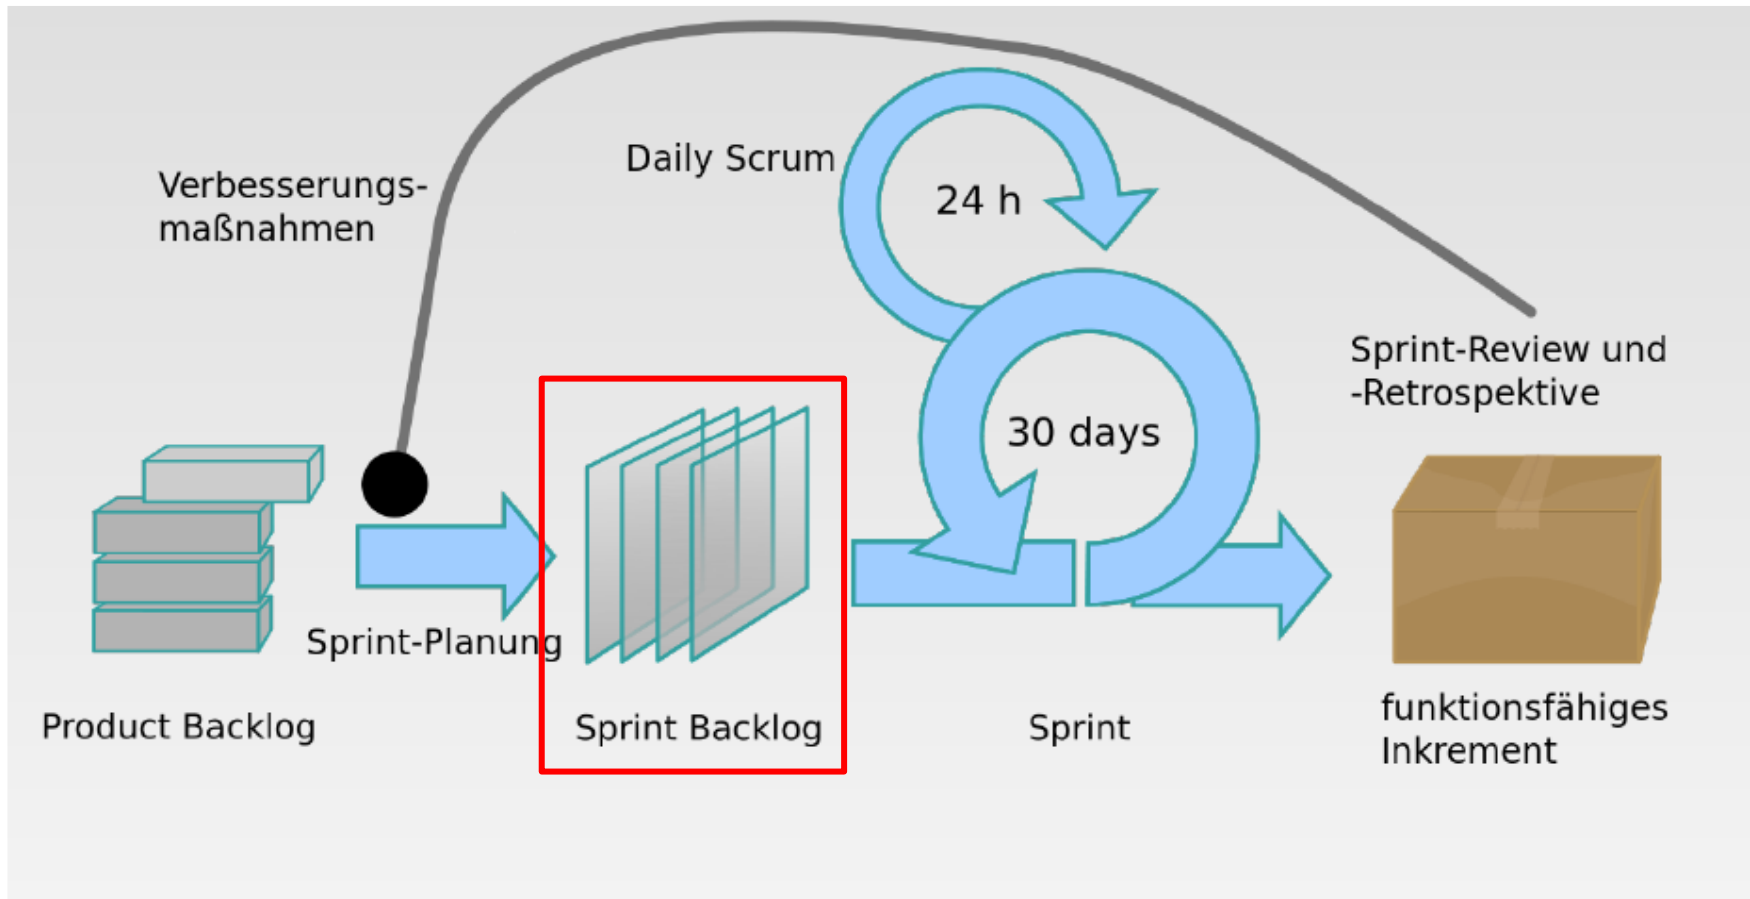 Verbesserungs-
maßnahmen
Daily Scrum
24 h
30 days
Sprint-Review und
-Retrospektive
Sprint-Planung
Product Backlog
Sprint Backlog
Sprint
funktionsfähiges
Inkrement